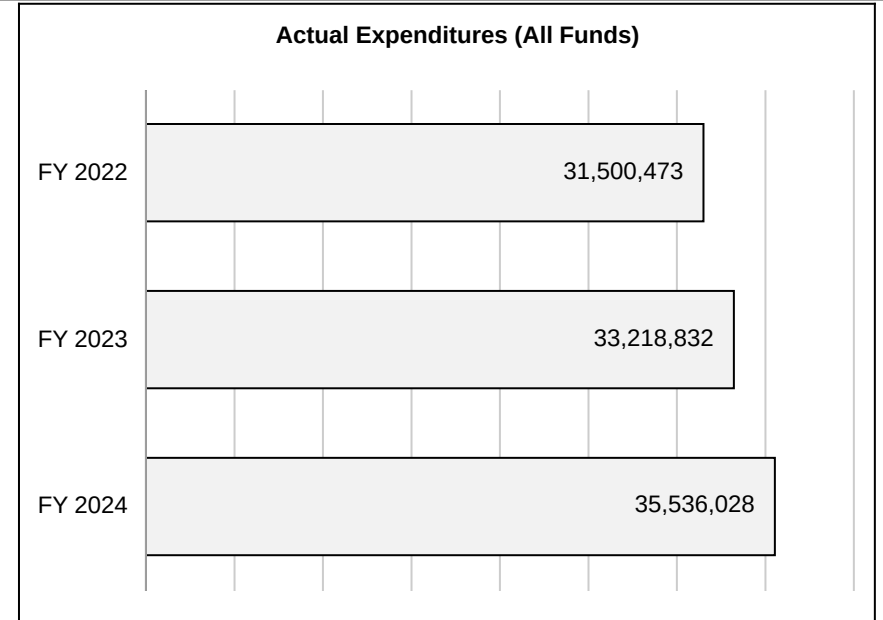 Actual Expenditures (All Funds)
FY 2022 31,500,473
FY 2023 33,218,832
FY 2024 35,536,028